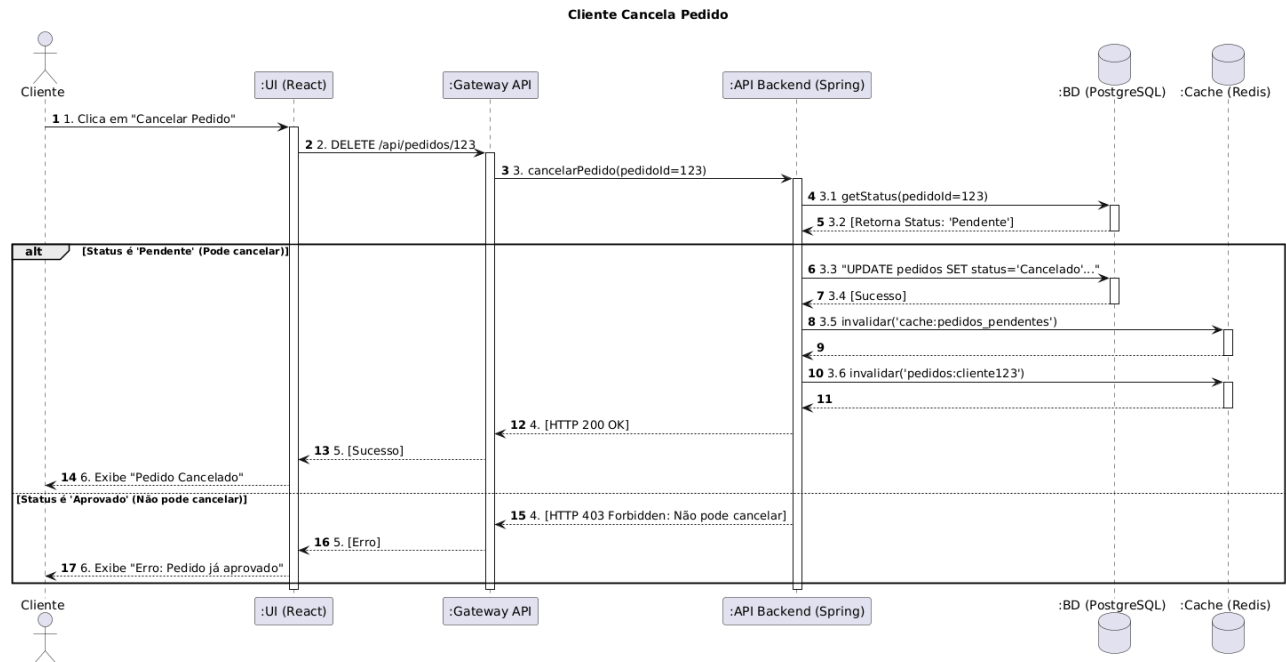 Cliente Cancela Pedido
Cliente
:UI (React)
:Gateway API
:API Backend (Spring)
:BD (PostgreSQL)
:Cache (Redis)
1 1. Clica em "Cancelar Pedido"
2 2. DELETE /api/pedidos/123
3 3. cancelarPedido(pedidoId=123)
4 3.1 getStatus(pedidoId=123)
5 3.2 [Retorna Status: 'Pendente']
alt [Status é 'Pendente' (Pode cancelar)]
6 3.3 "UPDATE pedidos SET status='Cancelado'..."
7 3.4 [Sucesso]
8 3.5 invalidar('cache:pedidos_pendentes')
9
10 3.6 invalidar('pedidos:cliente123')
11
12 4. [HTTP 200 OK]
13 5. [Sucesso]
14 6. Exibe "Pedido Cancelado"
[Status é 'Aprovado' (Não pode cancelar)]
15 4. [HTTP 403 Forbidden: Não pode cancelar]
16 5. [Erro]
17 6. Exibe "Erro: Pedido já aprovado"
Cliente
:UI (React)
:Gateway API
:API Backend (Spring)
:BD (PostgreSQL)
:Cache (Redis)